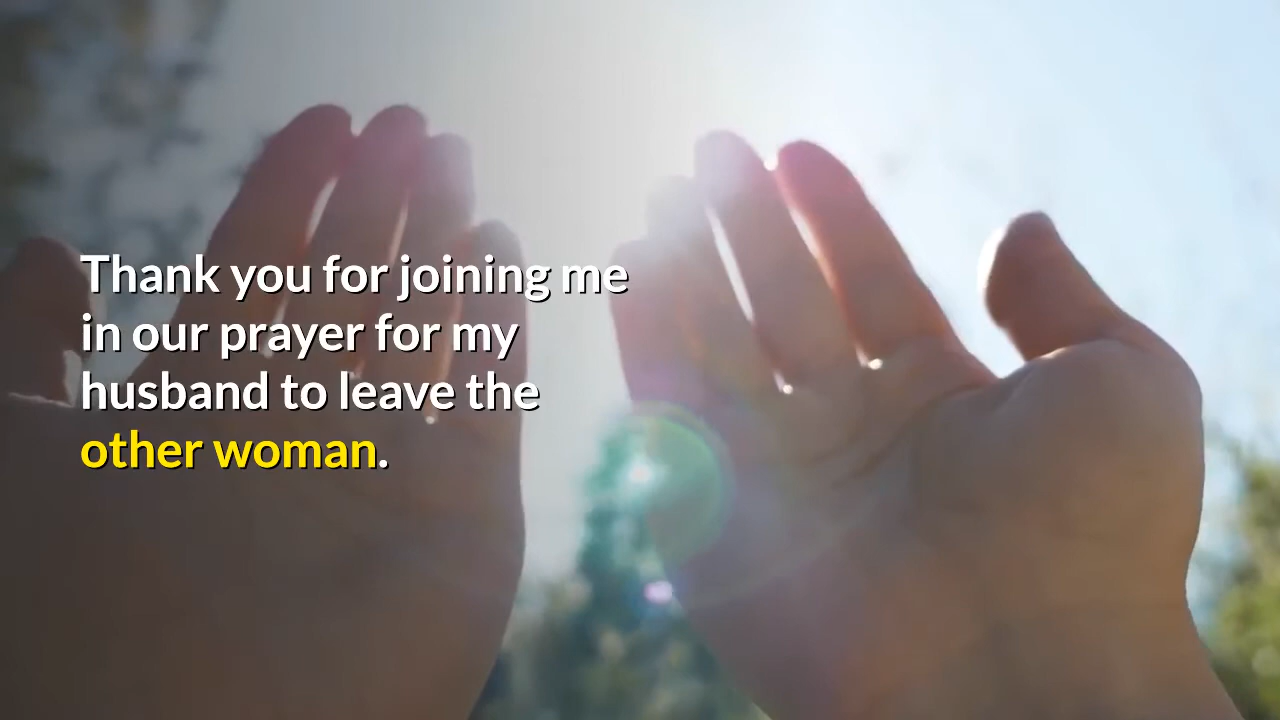 Thank you for joining me
in our prayer for my
husband to leave the
other woman.